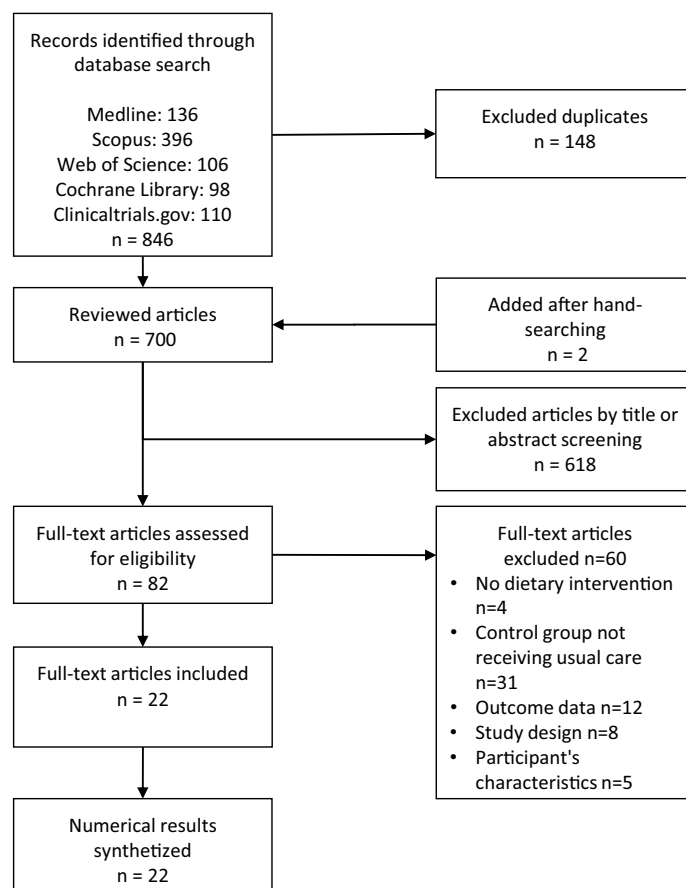 Records identified through
database search
Medline: 136
Scopus: 396
Web of Science: 106
Cochrane Library: 98
Clinicaltrials.gov: 110
n = 846
Excluded duplicates
n = 148
Reviewed articles
n = 700
Added after hand-
searching
n = 2
Excluded articles by title or
abstract screening
n = 618
Full-text articles assessed
for eligibility
n = 82
Full-text articles
excluded n=60
• No dietary intervention
n=4
• Control group not
receiving usual care
n=31
• Outcome data n=12
• Study design n=8
• Participant's
characteristics n=5
Full-text articles included
n = 22
Numerical results
synthetized
n = 22